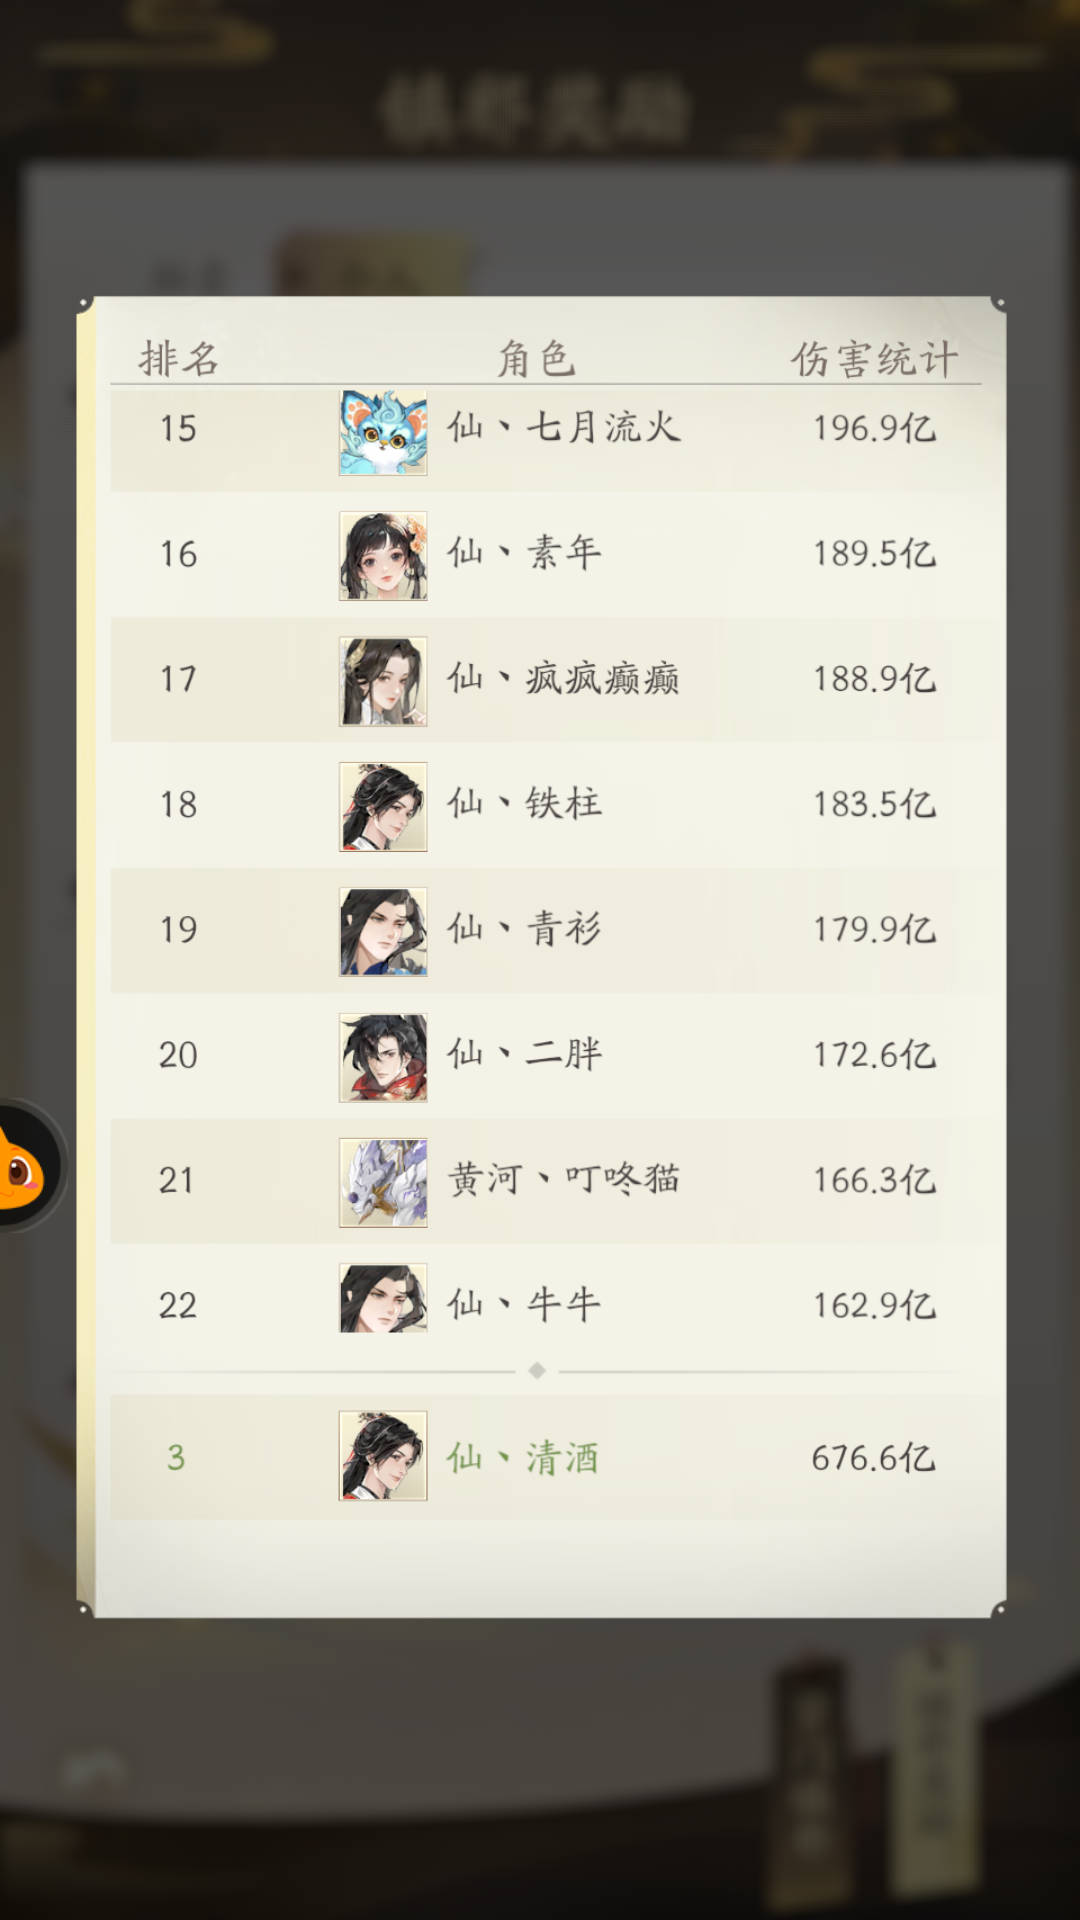 排名 角色 伤害统计
15 仙、七月流火 196.9亿
16 仙、素年 189.5亿
17 仙、疯疯癫癫 188.9亿
18 仙、铁柱 183.5亿
19 仙、青衫 179.9亿
20 仙、二胖 172.6亿
21 黄河、叮咚猫 166.3亿
22 仙、牛牛 162.9亿
3 仙、清酒 676.6亿